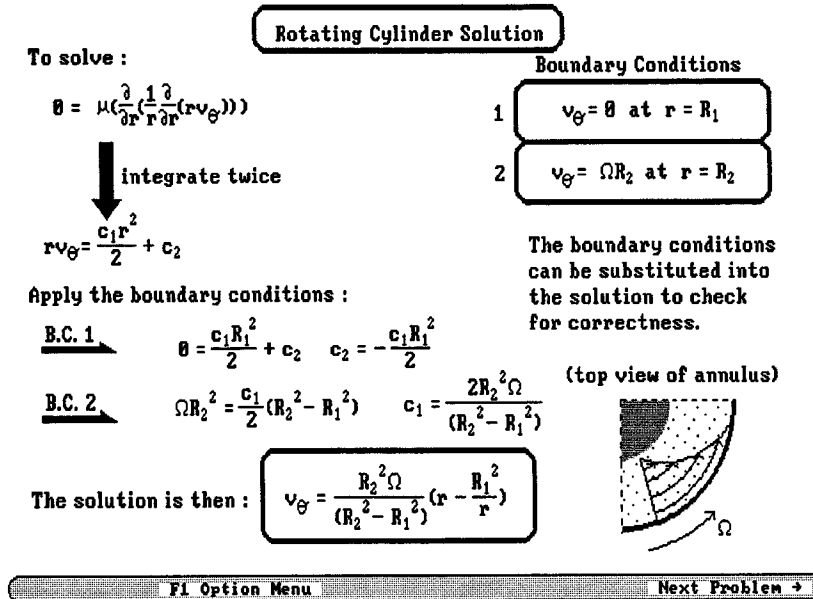 Rotating Cylinder Solution
To solve :
0 = μ(∂/∂r(1/r ∂/∂r(rv_θ)))
integrate twice
rv_θ = c₁r²/2 + c₂
Boundary Conditions
1 v_θ = 0 at r = R₁
2 v_θ = ΩR₂ at r = R₂
The boundary conditions
can be substituted into
the solution to check
for correctness.
Apply the boundary conditions :
B.C. 1 0 = c₁R₁²/2 + c₂ c₂ = -c₁R₁²/2
B.C. 2 ΩR₂² = c₁/2(R₂² - R₁²) c₁ = 2R₂²Ω/(R₂² - R₁²)
(top view of annulus)
Ω
The solution is then : v_θ = R₂²Ω/(R₂² - R₁²)(r - R₁²/r)
F1 Option Menu
Next Problem →